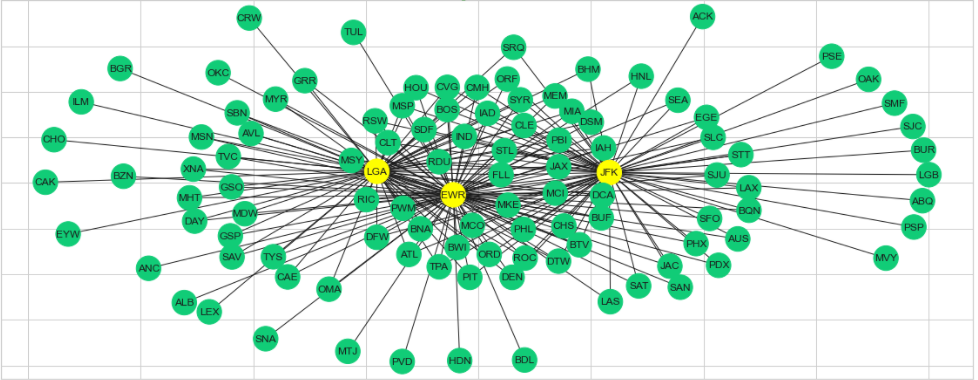 CRW
ACK
TUL
SRQ
PSE
BGR
OKC
GRR
BHM
HNL
OAK
ILM
MYR
HOU
CVG
CMH
ORF
SYR
MEM
SEA
SMF
SBN
MSP
BOS
IAD
MIA
EGE
RSW
CLE
DSM
SJC
CHO
MSN
AVL
SDF
IND
PBI
SLC
CLT
STL
IAH
BUR
TVC
MSY
RDU
JAX
STT
CAK
BZN
XNA
LGA
FLL
JFK
SJU
LGB
GSO
MHT
EWR
MCI
DCA
LAX
ABQ
RIC
PWM
MKE
BQN
DAY
MDW
BNA
MCO
PHL
CHS
BUF
SFO
PSP
EYW
GSP
DFW
BTV
PHX
AUS
SAV
TYS
ATL
BWI
ORD
ROC
DTW
MVY
ANC
CAE
TPA
PIT
DEN
JAC
PDX
OMA
SAT
SAN
ALB
LEX
LAS
SNA
MTJ
PVD
HDN
BDL